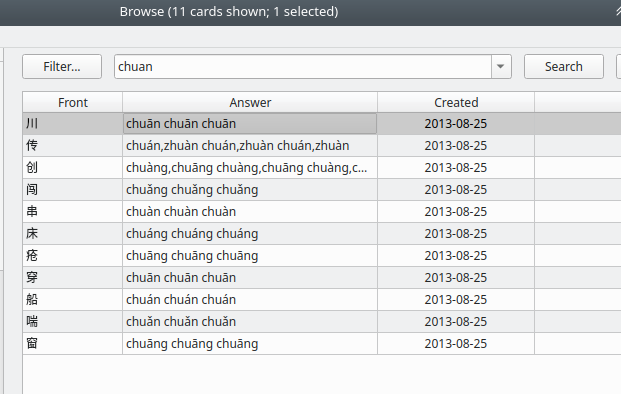 Browse (11 cards shown; 1 selected)
Filter... chuan Search
Front Answer Created
川 chuān chuān chuān 2013-08-25
传 chuán,zhuàn chuán,zhuàn chuán,zhuàn 2013-08-25
创 chuàng,chuāng chuàng,chuāng chuàng,c... 2013-08-25
闯 chuǎng chuǎng chuǎng 2013-08-25
串 chuàn chuàn chuàn 2013-08-25
床 chuáng chuáng chuáng 2013-08-25
疮 chuāng chuāng chuāng 2013-08-25
穿 chuān chuān chuān 2013-08-25
船 chuán chuán chuán 2013-08-25
喘 chuǎn chuǎn chuǎn 2013-08-25
窗 chuāng chuāng chuāng 2013-08-25